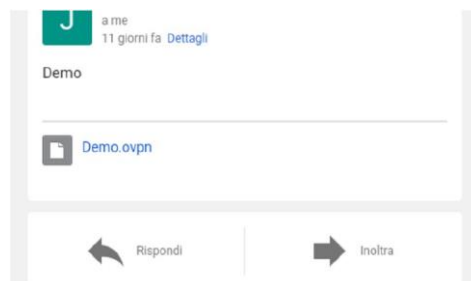 J
a me
11 giorni fa Dettagli
Demo
Demo.ovpn
Rispondi
Inoltra